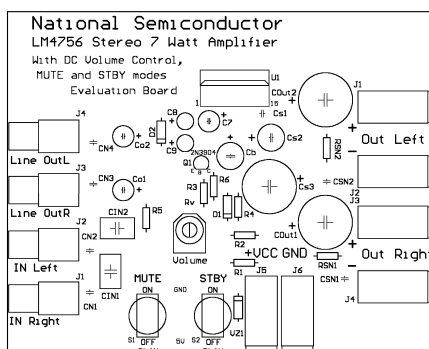 National Semiconductor
LM4756 Stereo 7 Watt Amplifier
With DC Volume Control,
MUTE and STBY modes
Evaluation Board
U1
1
15
COut2
J1
Cs1
C8
C7
D2
C9
2N3904
Q1
E B C
Cb
Cs2
+
Out Left
RSN2
-
J4
Line OutL
CN4
Co2
CN3
Co1
J3
Line OutR
CIN2
R5
R3
R6
Rv
D1
R4
Cs3
CSN2
J2
J3
+
COut1
Out Right
J2
CN2
IN Left
Volume
R2
+VCC GND
R1
J5
J6
RSN1
-
CSN1
J4
J1
CIN1
CN1
IN Right
MUTE
GND
STBY
ON
ON
VZ1
S1
OFF
5V
S2
OFF